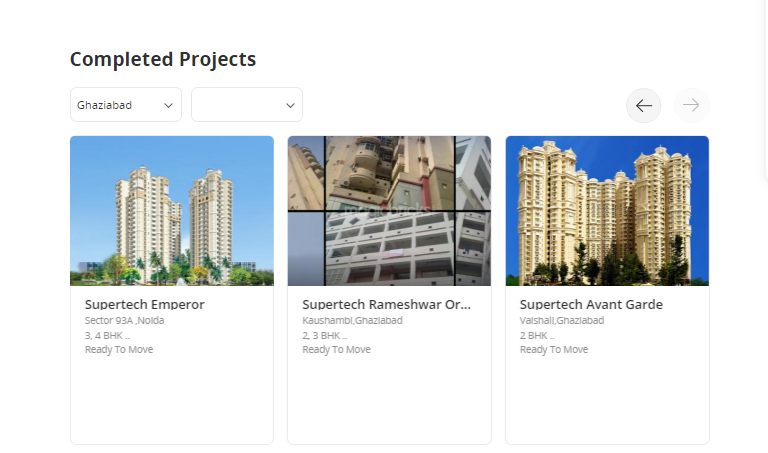 Completed Projects
Ghaziabad
Supertech Emperor
Sector 93A ,Noida
3, 4 BHK ..
Ready To Move
Supertech Rameshwar Or...
Kaushambi,Ghaziabad
2, 3 BHK ..
Ready To Move
Supertech Avant Garde
Vaishali,Ghaziabad
2 BHK ..
Ready To Move